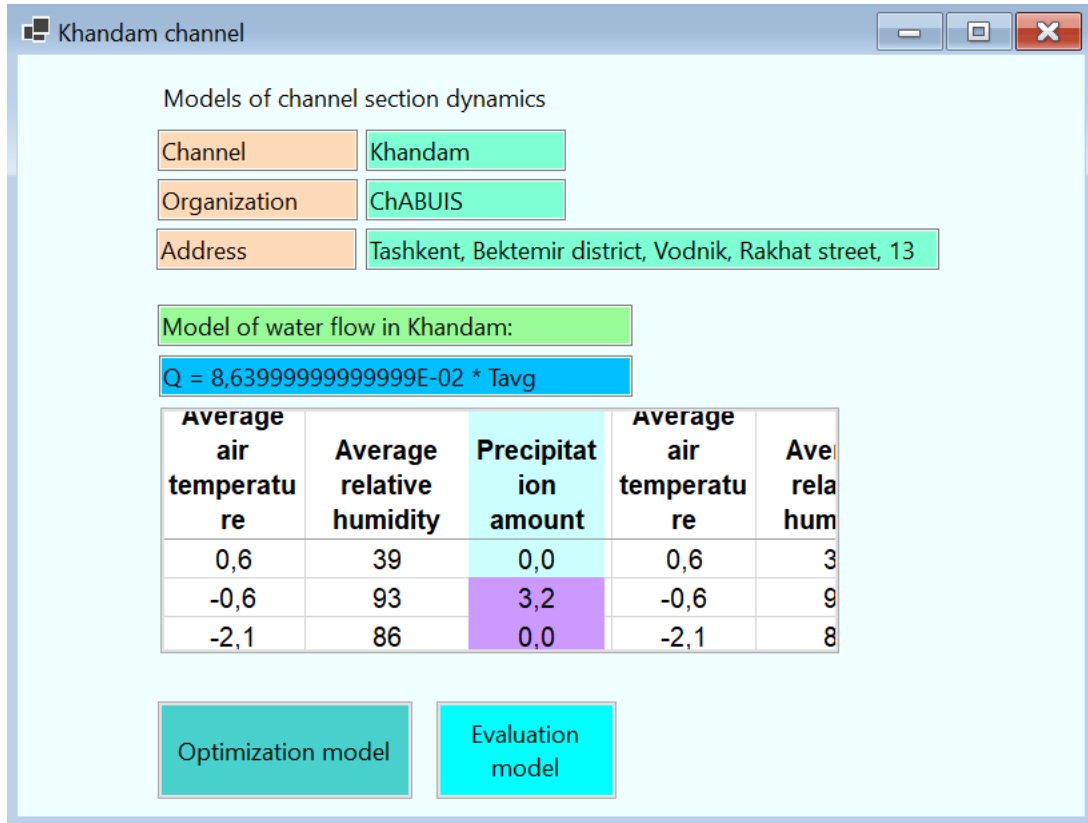 Khandam channel
Models of channel section dynamics
Channel Khandam
Organization ChABUIS
Address Tashkent, Bektemir district, Vodnik, Rakhat street, 13
Model of water flow in Khandam:
Q = 8,63999999999999E-02 * Tavg
Average Average
air Average Precipitat air
temperatu relative ion temperatu
re humidity amount re
0,6 39 0,0 0,6
-0,6 93 3,2 -0,6
-2,1 86 0,0 -2,1
Optimization model
Evaluation
model